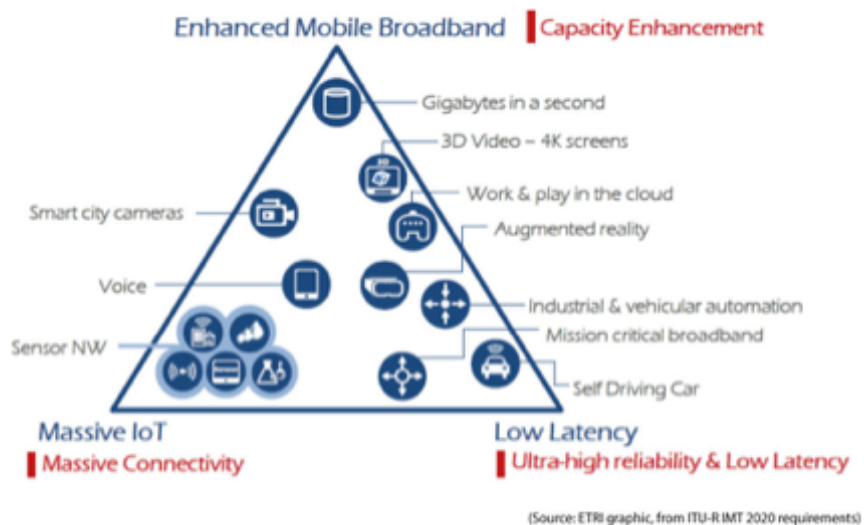 Enhanced Mobile Broadband
Capacity Enhancement
Gigabytes in a second
3D Video – 4K screens
Smart city cameras
Work & play in the cloud
Augmented reality
Voice
Industrial & vehicular automation
Mission critical broadband
Sensor NW
Self Driving Car
Massive IoT
Low Latency
Massive Connectivity
Ultra-high reliability & Low Latency
(Source: ETRI graphic, from ITU-R IMT 2020 requirements)